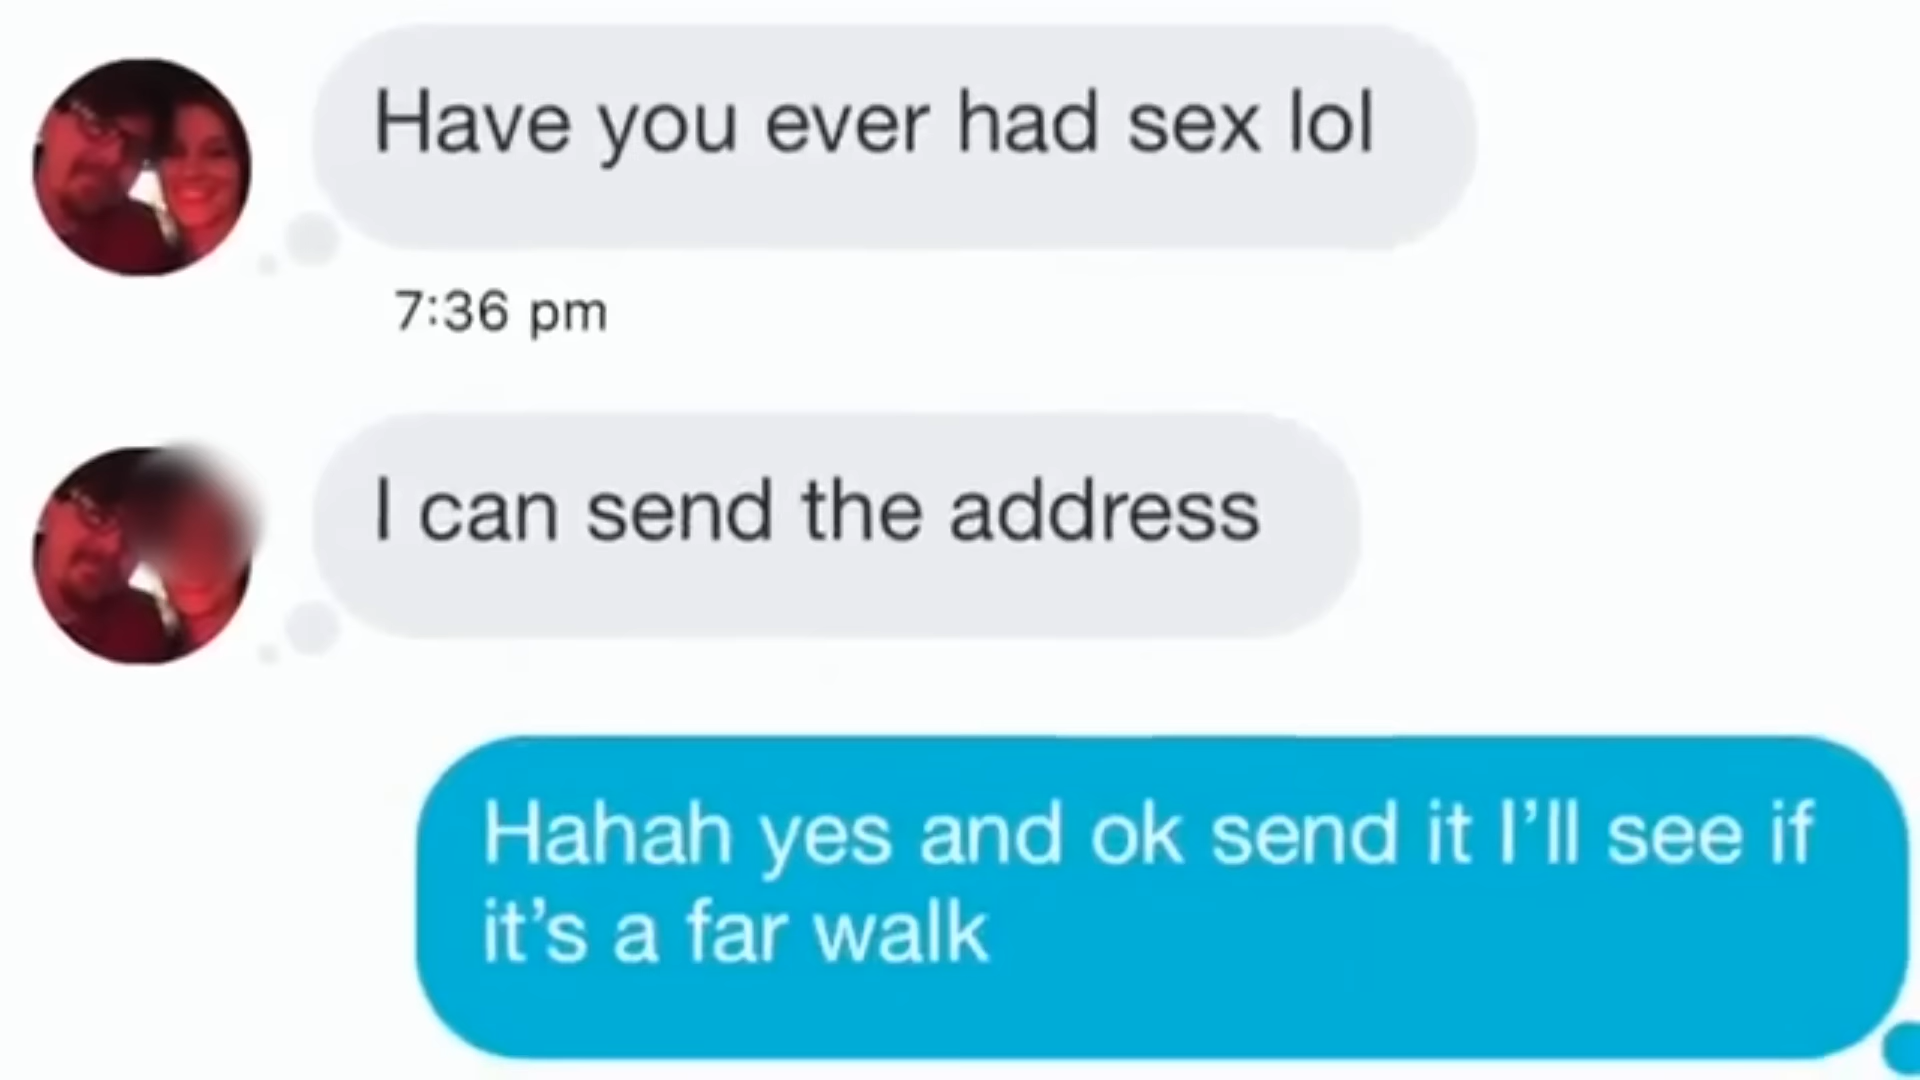 Have you ever had sex lol
7:36 pm
I can send the address
Hahah yes and ok send it I’ll see if
it’s a far walk